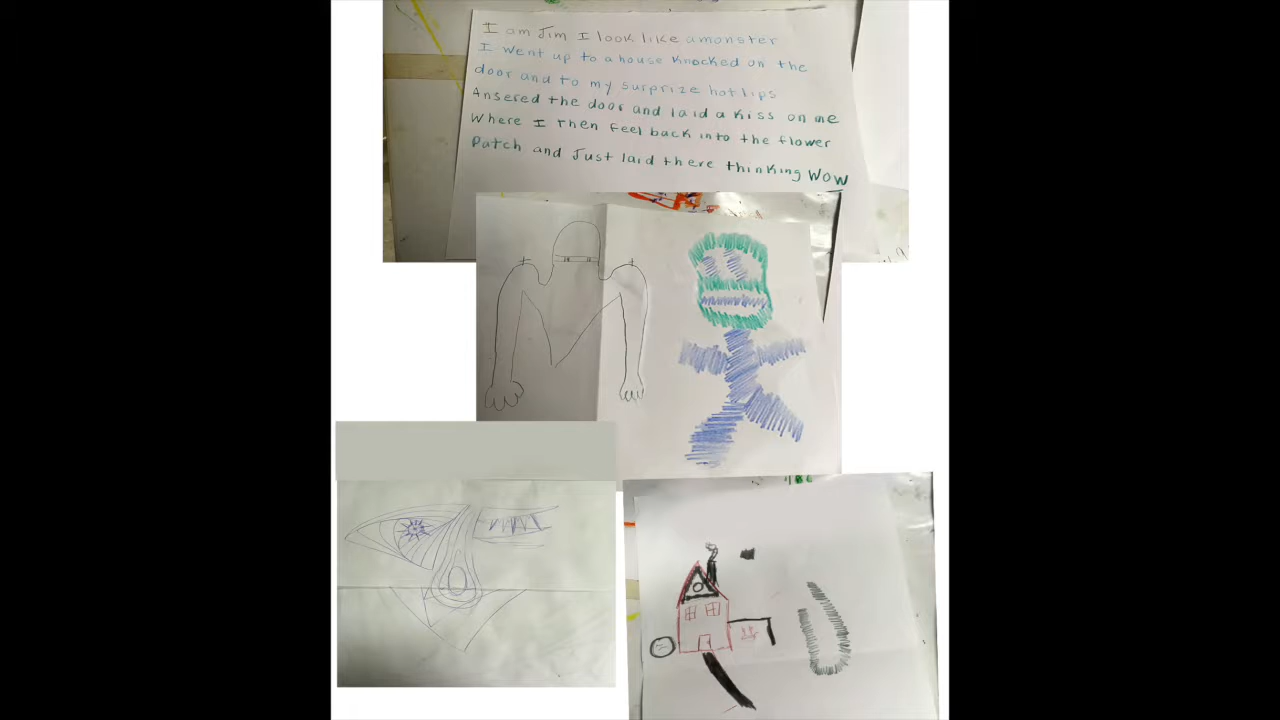 I am Jim I look like amonster
I went up to a house knocked on the
door and to my surprize hot lips
Ansered the door and laid a kiss on me
Where I then feel back into the flower
Patch and Just laid there thinking Wow